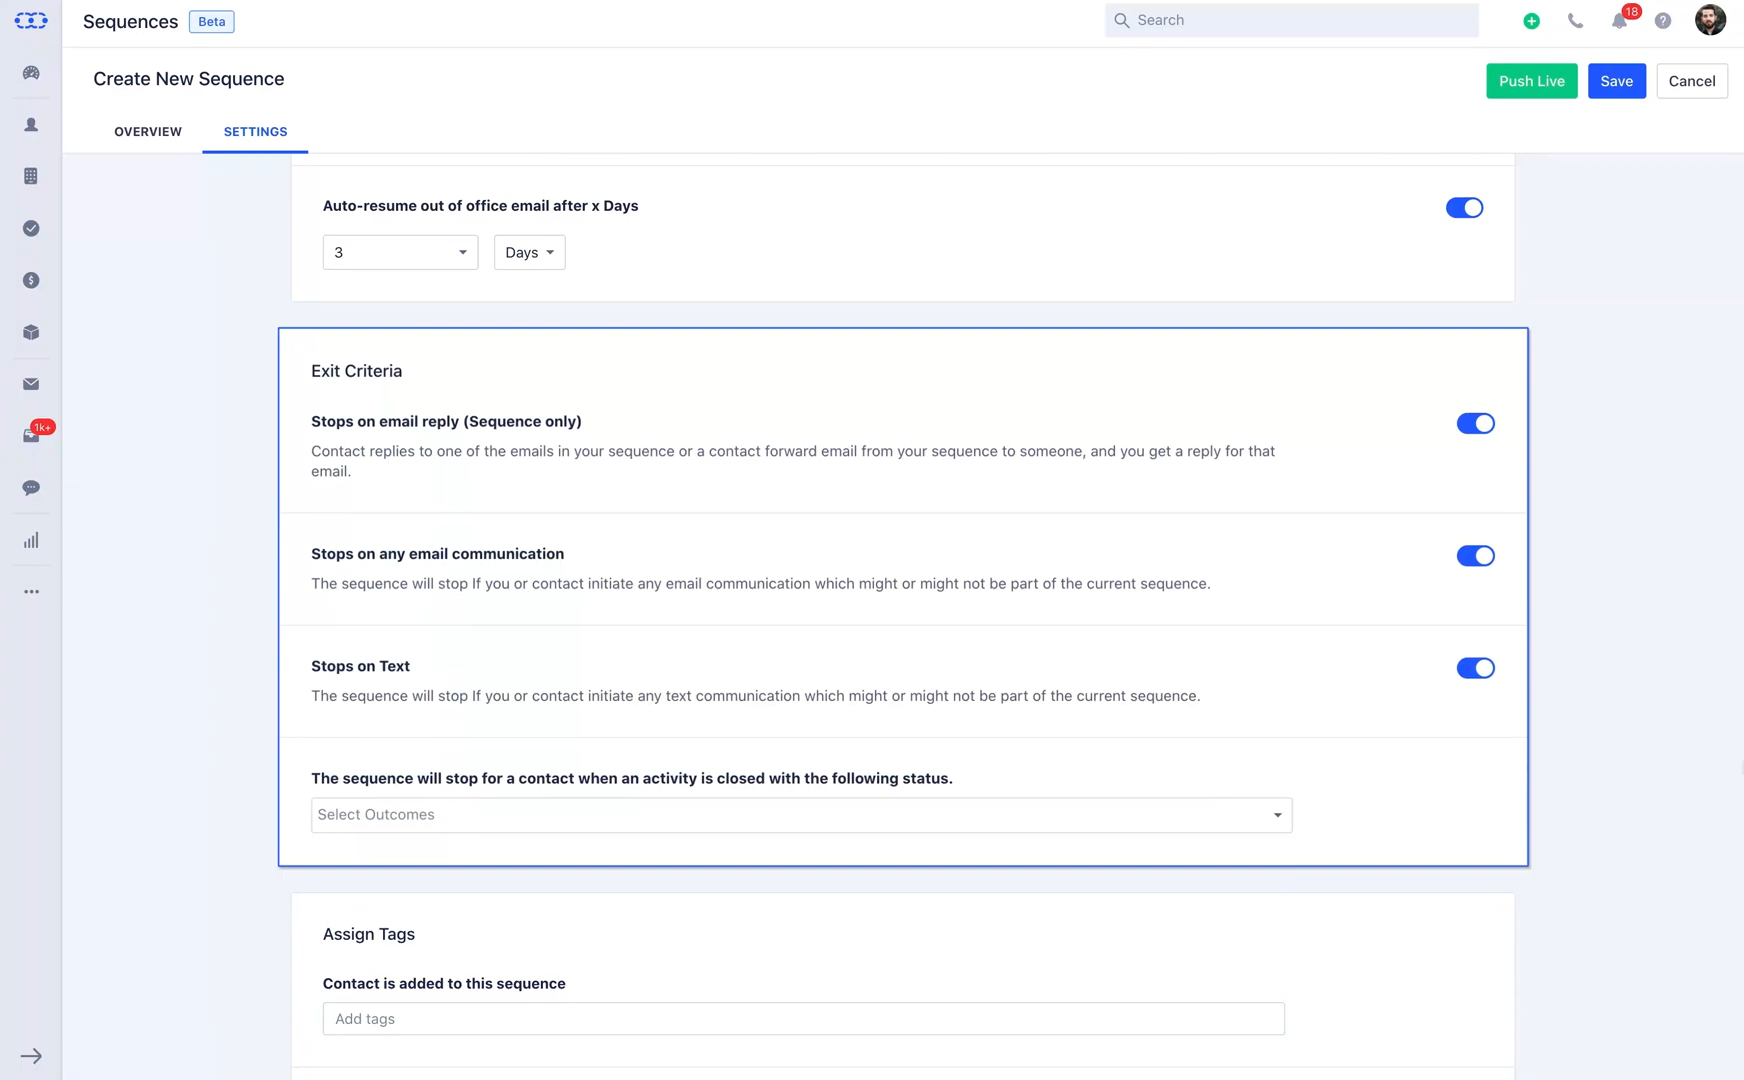 Sequences
Beta
Search
18
Create New Sequence
Push Live
Save
Cancel
OVERVIEW
SETTINGS
Auto-resume out of office email after x Days
3
Days
Exit Criteria
Stops on email reply (Sequence only)
Contact replies to one of the emails in your sequence or a contact forward email from your sequence to someone, and you get a reply for that
email.
1k+
Stops on any email communication
The sequence will stop If you or contact initiate any email communication which might or might not be part of the current sequence.
Stops on Text
The sequence will stop If you or contact initiate any text communication which might or might not be part of the current sequence.
The sequence will stop for a contact when an activity is closed with the following status.
Select Outcomes
Assign Tags
Contact is added to this sequence
Add tags